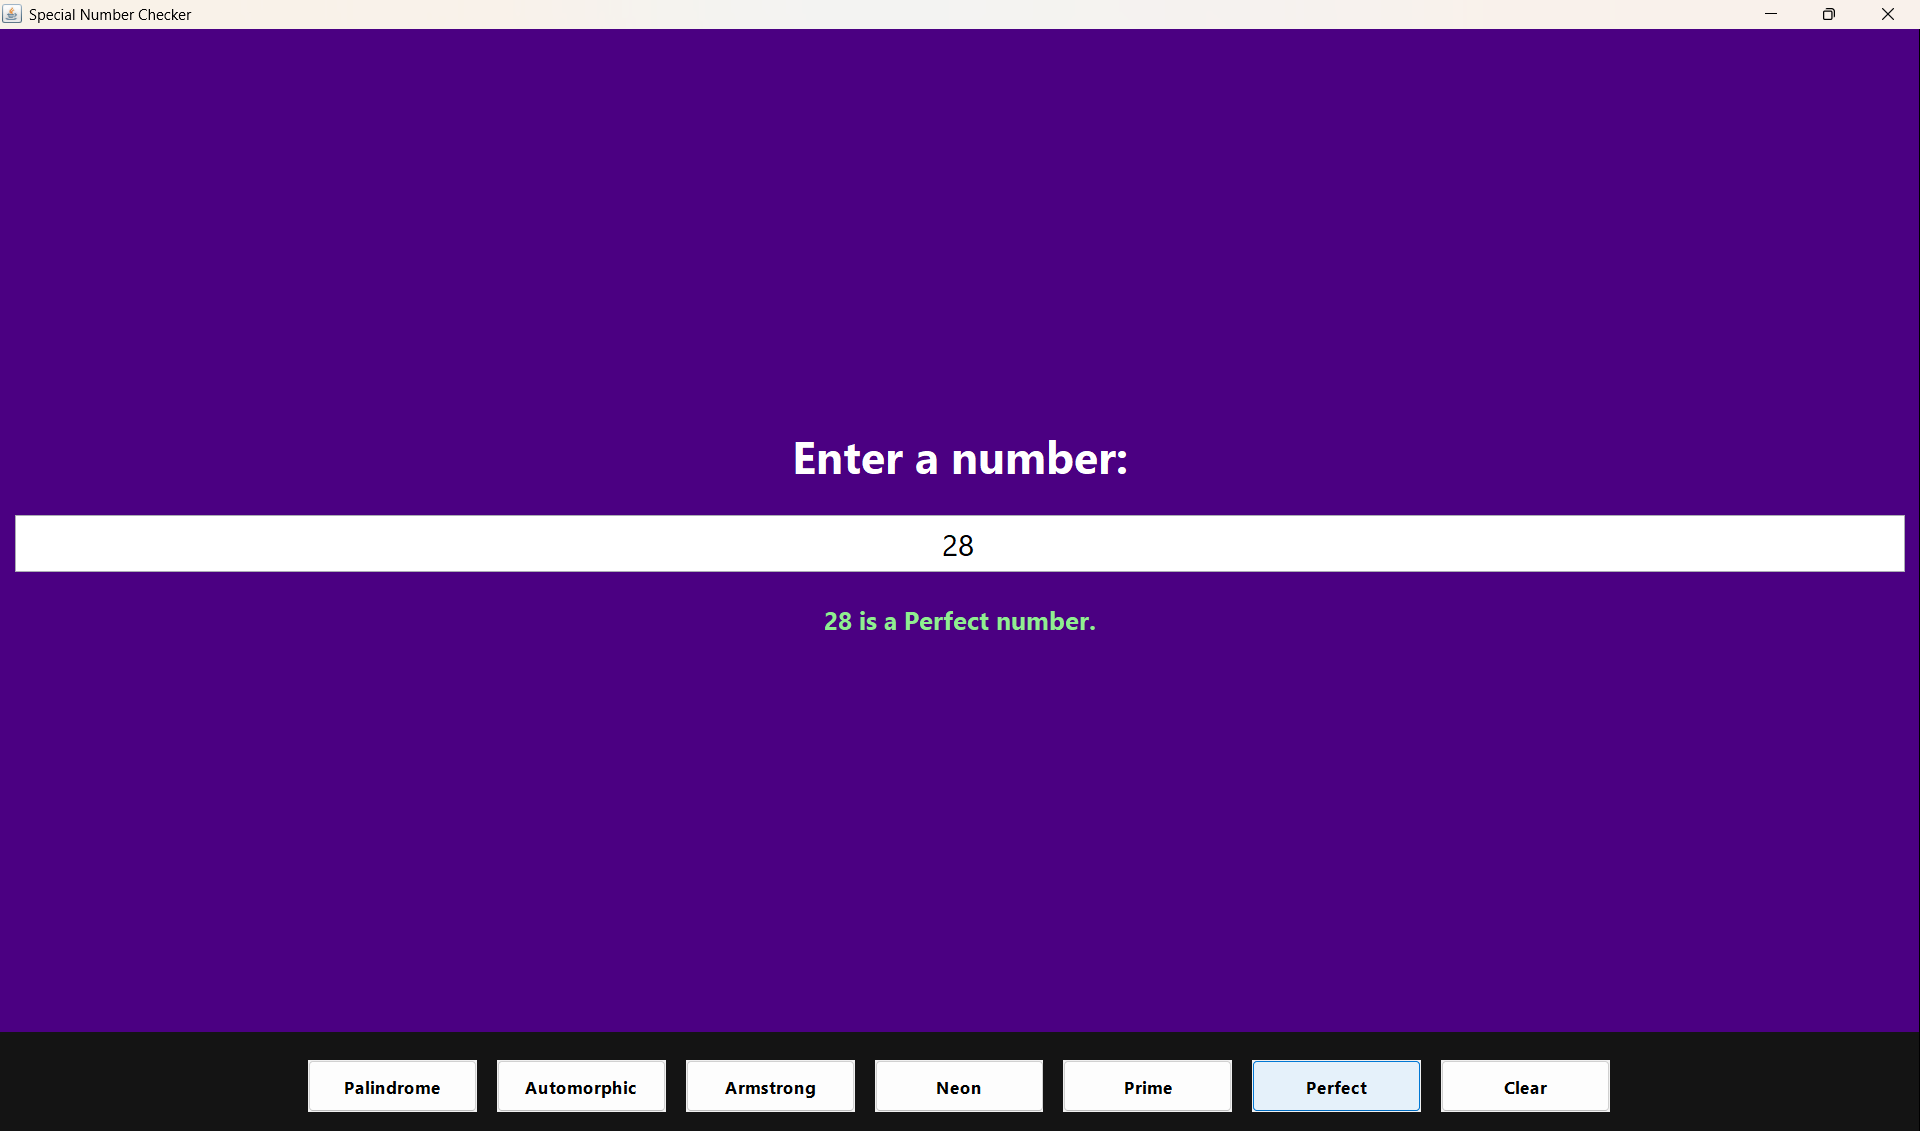 Special Number Checker
Enter a number:
28
28 is a Perfect number.
Palindrome Automorphic Armstrong Neon Prime Perfect Clear